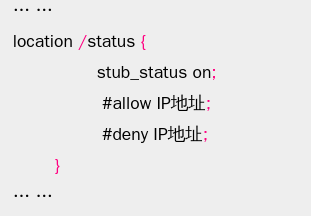 ... ...
location /status {
stub_status on;
#allow IP地址;
#deny IP地址;
}
... ...